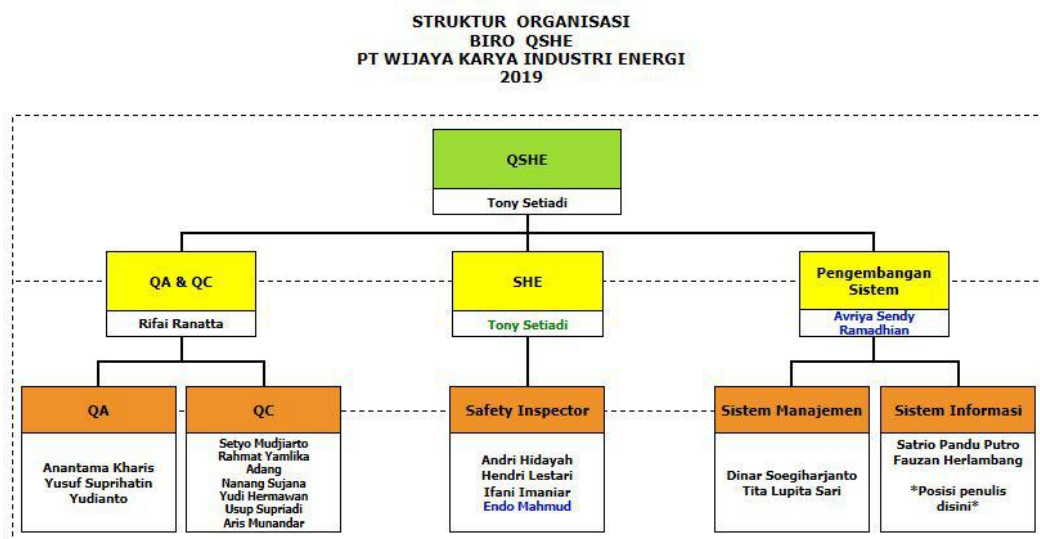 STRUKTUR ORGANISASI
BIRO QSHE
PT WIJAYA KARYA INDUSTRI ENERGI
2019
QSHE
Tony Setiadi
QA & QC
Rifai Ranatta
SHE
Tony Setiadi
Pengembangan
Sistem
Avriya Sendy
Ramadhian
QA
Anantama Kharis
Yusuf Suprihatin
Yudianto
QC
Setyo Mudjiarto
Rahmat Yamlika
Adang
Nanang Sujana
Yudi Hermawan
Usup Supriadi
Aris Munandar
Safety Inspector
Andri Hidayah
Hendri Lestari
Ifani Imaniar
Endo Mahmud
Sistem Manajemen
Dinar Soegiharjanto
Tita Lupita Sari
Sistem Informasi
Satrio Pandu Putro
Fauzan Herlambang
*Posisi penulis
disini*